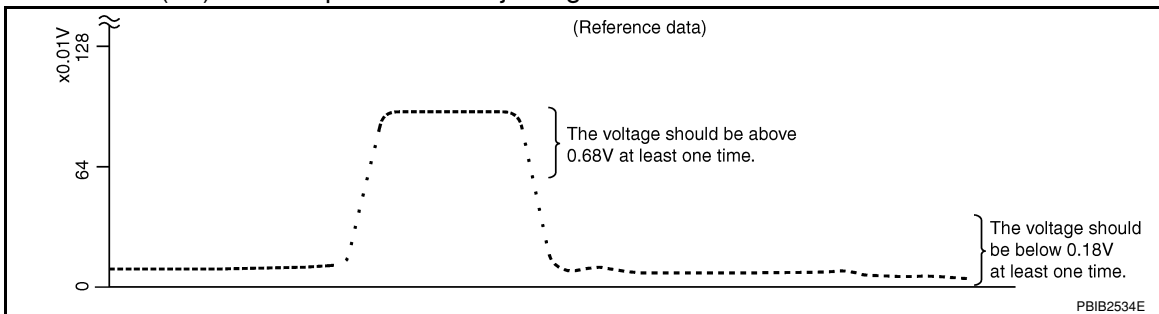 (Reference data)
x0.01V
128
64
0
The voltage should be above
0.68V at least one time.
The voltage should
be below 0.18V
at least one time.
PBIB2534E